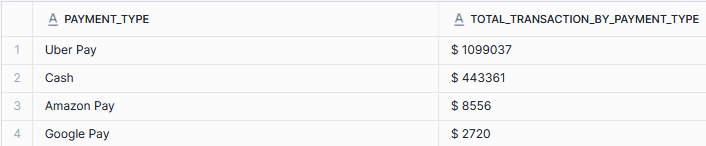 A PAYMENT_TYPE A TOTAL_TRANSACTION_BY_PAYMENT_TYPE
1 Uber Pay $ 1099037
2 Cash $ 443361
3 Amazon Pay $ 8556
4 Google Pay $ 2720